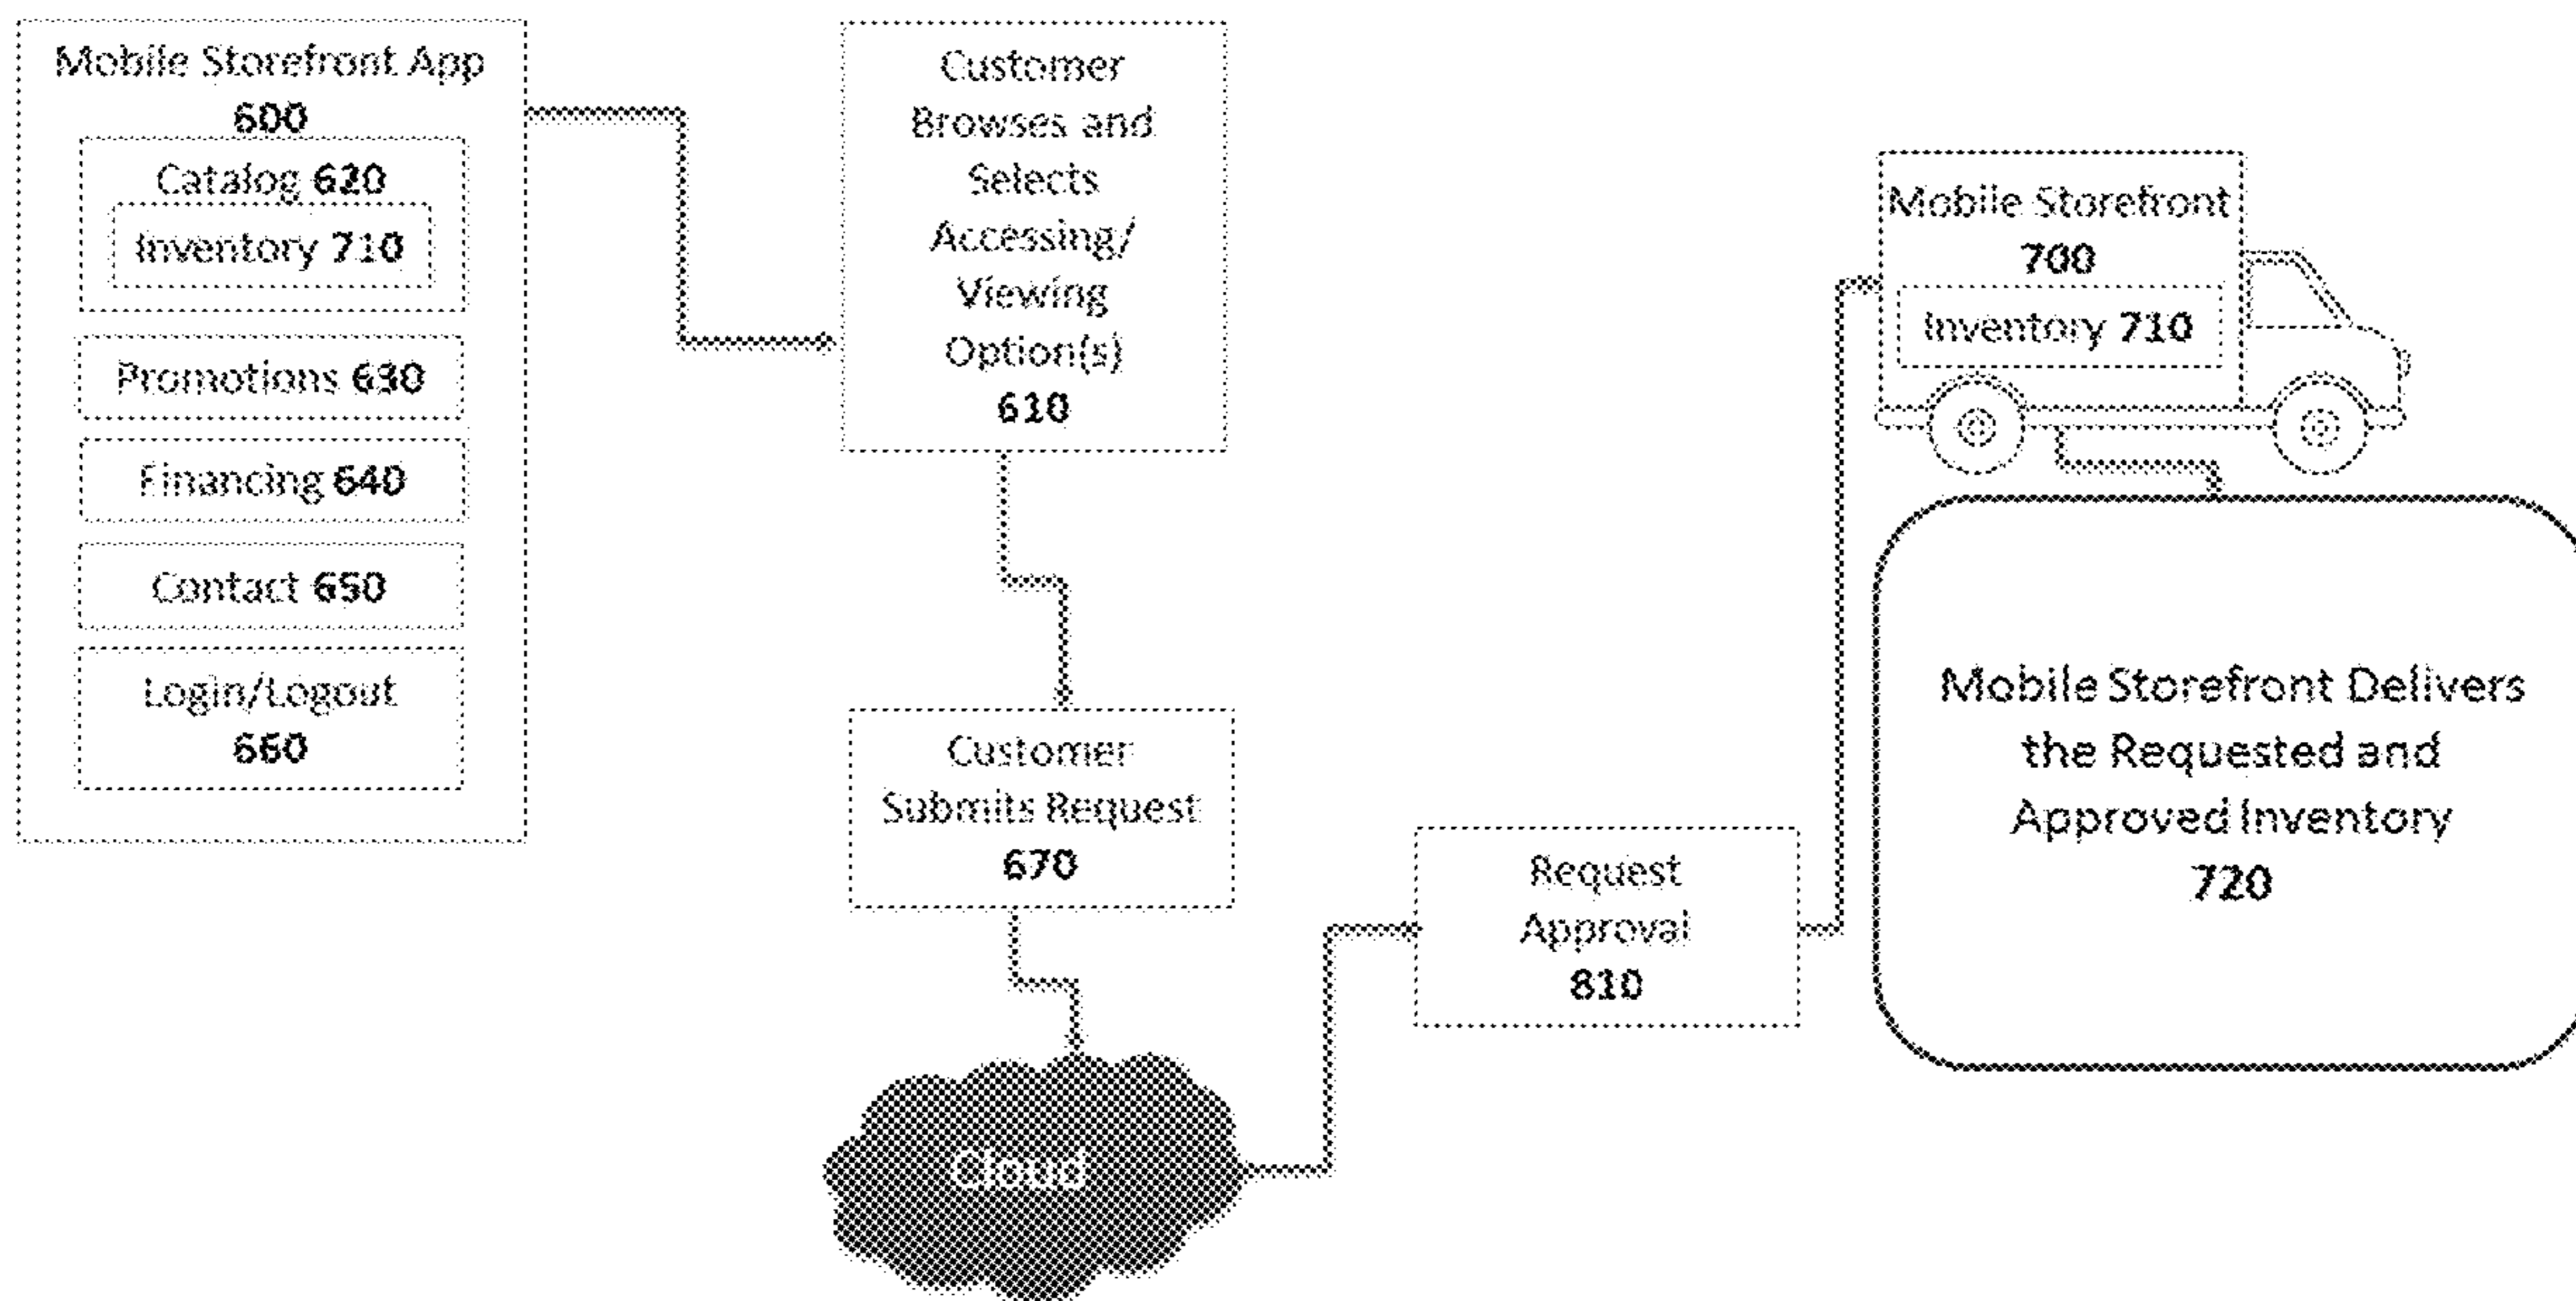 Mobile Storefront App
600
Catalog 620
Inventory 710
Promotions 630
Financing 640
Contact 650
Login/Logout
660
Customer
Browses and
Selects
Accessing/
Viewing
Option(s)
610
Customer
Submits Request
670
Cloud
Request
Approval
810
Mobile Storefront
700
Inventory 710
Mobile Storefront Delivers
the Requested and
Approved Inventory
720